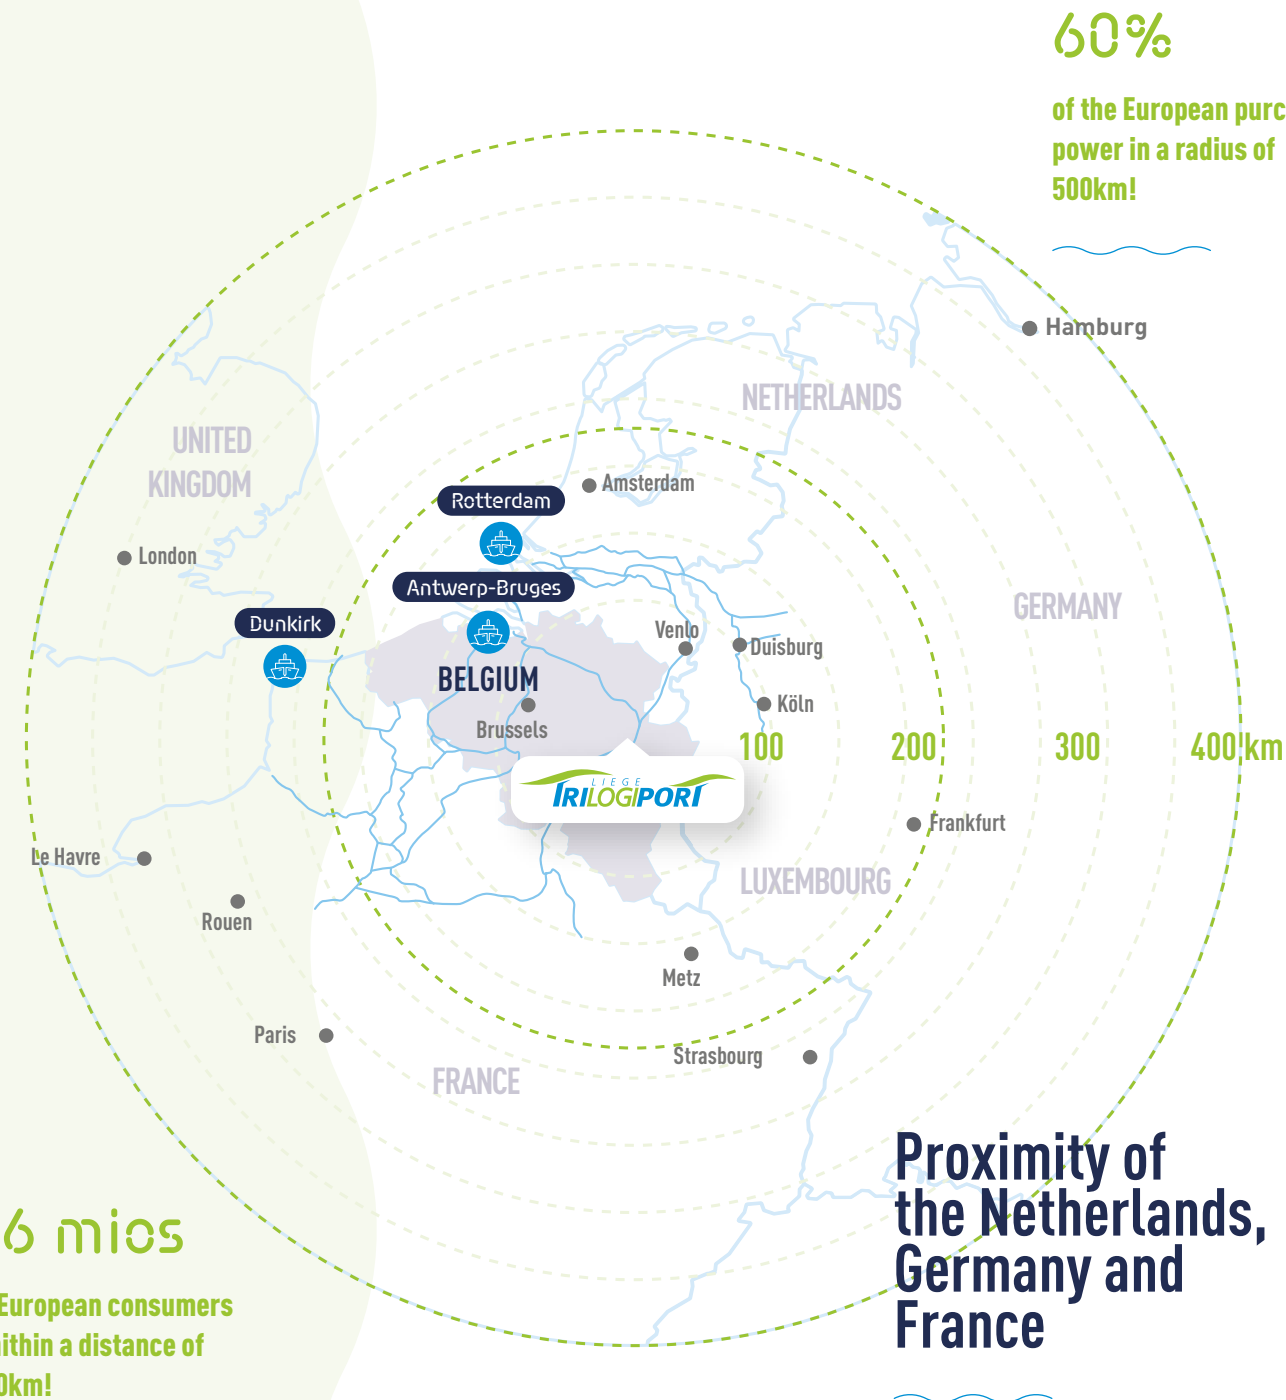 60%
of the European purc
power in a radius of
500km!
Hamburg
NETHERLANDS
UNITED
KINGDOM
Amsterdam
Rotterdam
London
Antwerp-Bruges
Dunkirk
GERMANY
Venlo
Duisburg
BELGIUM
Köln
Brussels
100
200
300
400 km
LIEGE
TRILOGIPORT
Frankfurt
Le Havre
LUXEMBOURG
Rouen
Metz
Paris
Strasbourg
FRANCE
Proximity of
the Netherlands,
Germany and
France
6 mios
European consumers
ithin a distance of
0km!